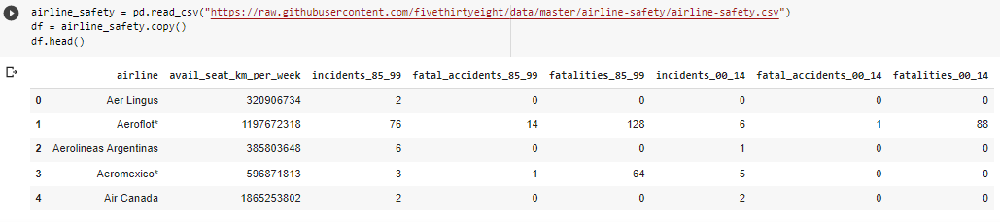 airline_safety = pd.read_csv("https://raw.githubusercontent.com/fivethirtyeight/data/master/airline-safety/airline-safety.csv")
df = airline_safety.copy()
df.head()
airline avail_seat_km_per_week incidents_85_99 fatal_accidents_85_99 fatalities_85_99 incidents_00_14 fatal_accidents_00_14 fatalities_00_14
0 Aer Lingus 320906734 2 0 0 0 0 0
1 Aeroflot* 1197672318 76 14 128 6 1 88
2 Aerolineas Argentinas 385803648 6 0 0 1 0 0
3 Aeromexico* 596871813 3 1 64 5 0 0
4 Air Canada 1865253802 2 0 0 2 0 0